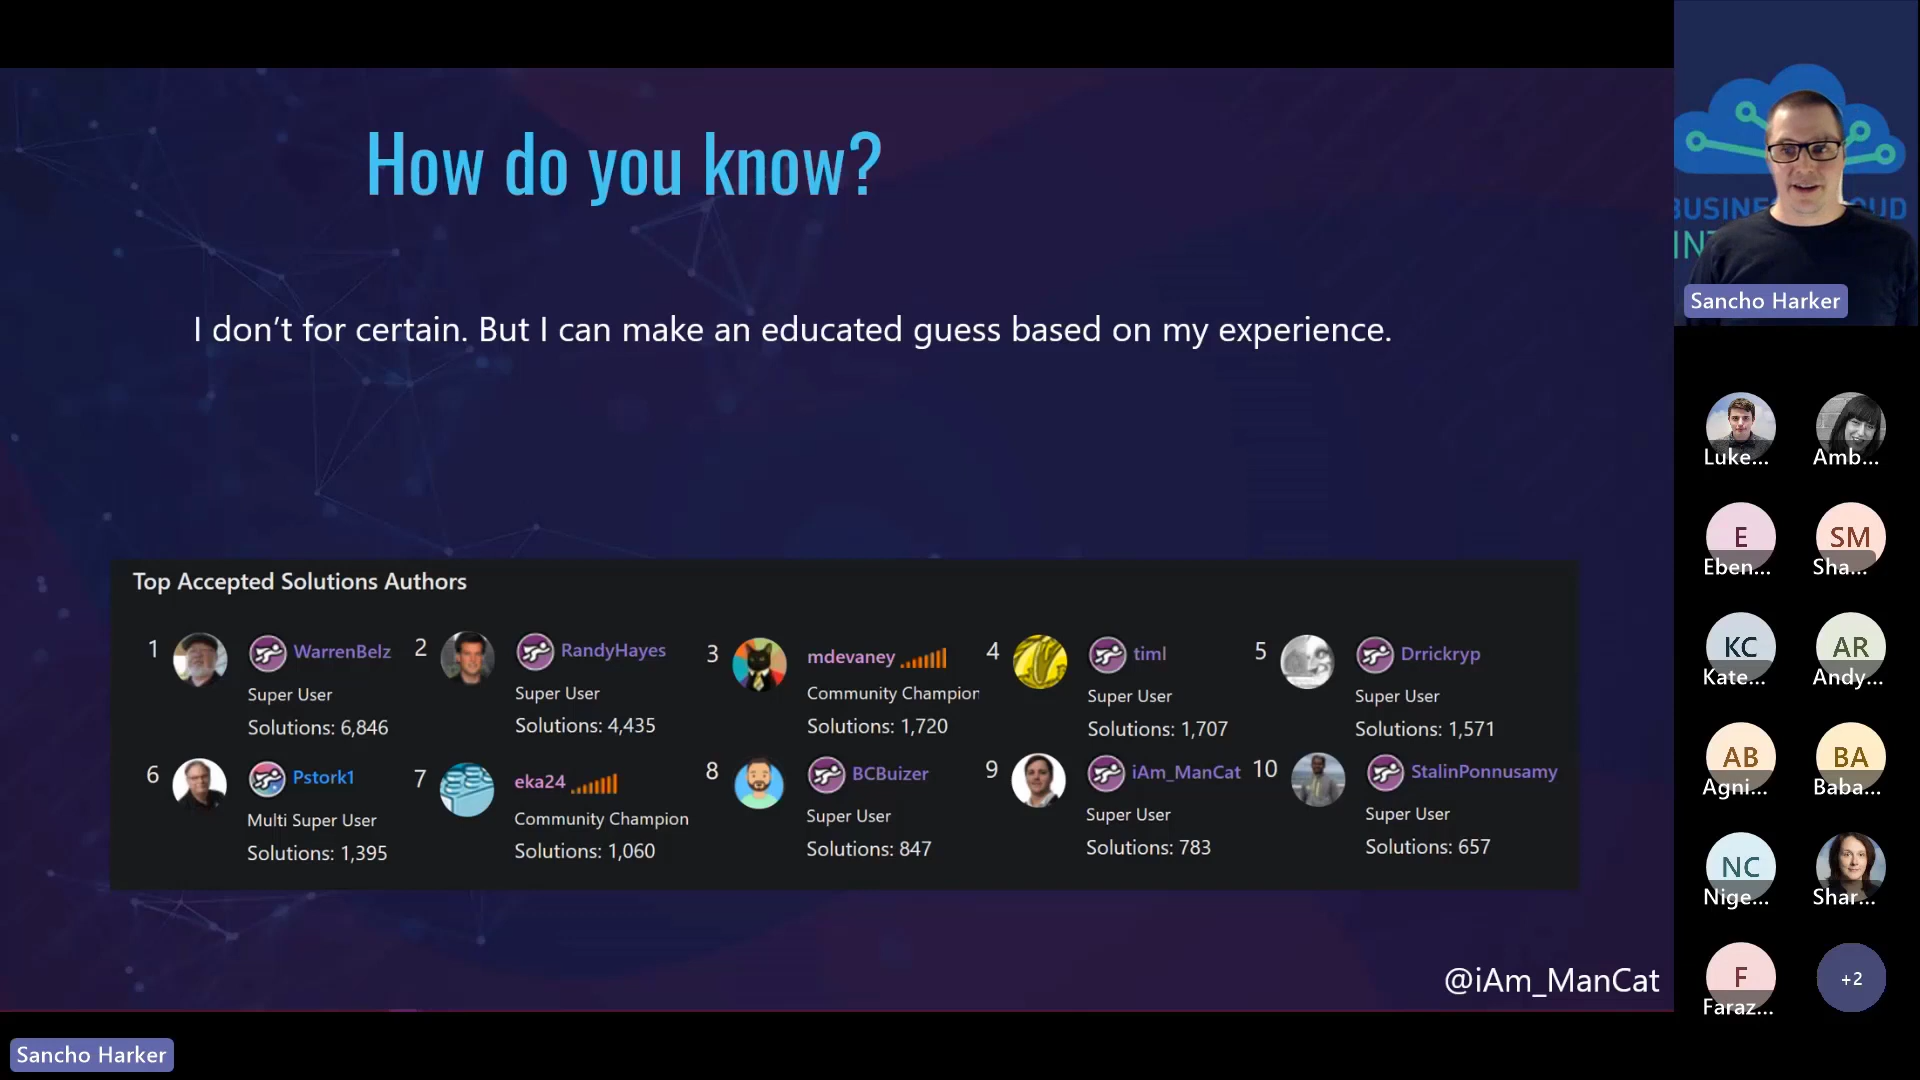 How do you know?
I don't for certain. But I can make an educated guess based on my experience.
Top Accepted Solutions Authors
1 WarrenBelz
Super User
Solutions: 6,846
2 RandyHayes
Super User
Solutions: 4,435
3 mdevaney
Community Champion
Solutions: 1,720
4 timl
Super User
Solutions: 1,707
5 Drrickryp
Super User
Solutions: 1,571
6 Pstork1
Multi Super User
Solutions: 1,395
7 eka24
Community Champion
Solutions: 1,060
8 BCBuizer
Super User
Solutions: 847
9 iAm_ManCat
Super User
Solutions: 783
10 StalinPonnusamy
Super User
Solutions: 657
@iAm_ManCat
Sancho Harker
Sancho Harker
Luke...
Amb...
E
Eben...
SM
Sha...
KC
Kate...
AR
Andy...
AB
Agni...
BA
Baba...
NC
Nige...
Shar...
F
Faraz...
+2